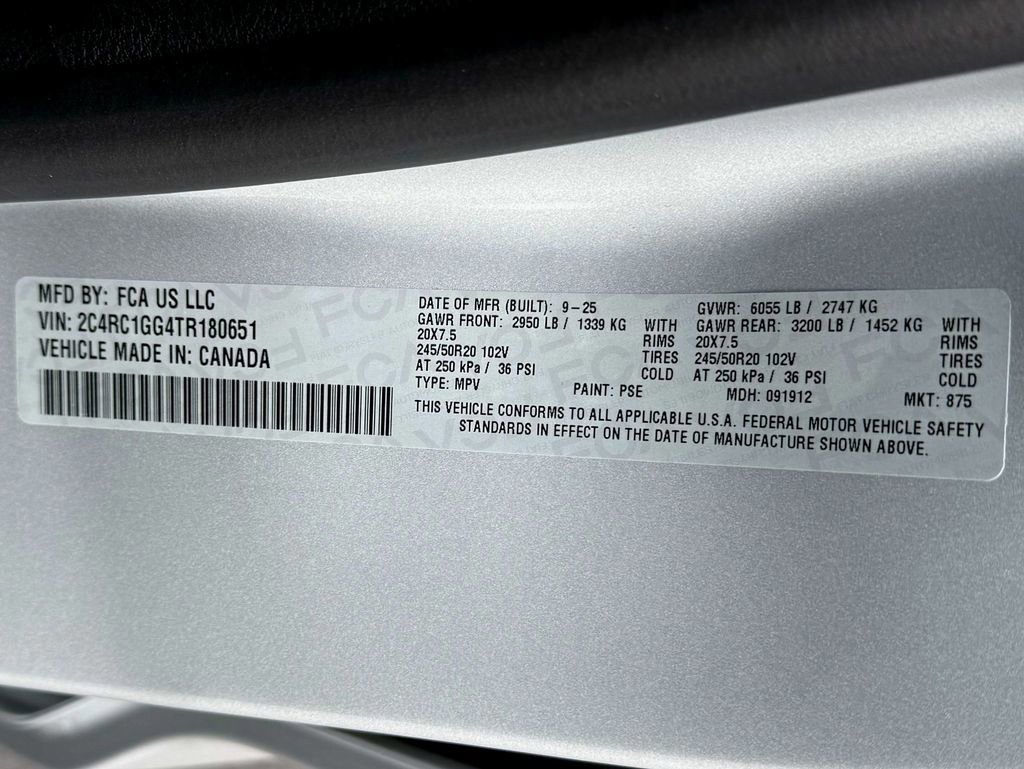 MFD BY: FCA US LLC
VIN: 2C4RC1GG4TR180651
VEHICLE MADE IN: CANADA
DATE OF MFR (BUILT): 9-25
GAWR FRONT: 2950 LB / 1339 KG WITH
20X7.5 RIMS
245/50R20 102V TIRES
AT 250 kPa / 36 PSI COLD
TYPE: MPV
GVWR: 6055 LB / 2747 KG
GAWR REAR: 3200 LB / 1452 KG WITH
20X7.5 RIMS
245/50R20 102V TIRES
AT 250 kPa / 36 PSI COLD
PAINT: PSE MDH: 091912 MKT: 875
THIS VEHICLE CONFORMS TO ALL APPLICABLE U.S.A. FEDERAL MOTOR VEHICLE SAFETY
STANDARDS IN EFFECT ON THE DATE OF MANUFACTURE SHOWN ABOVE.